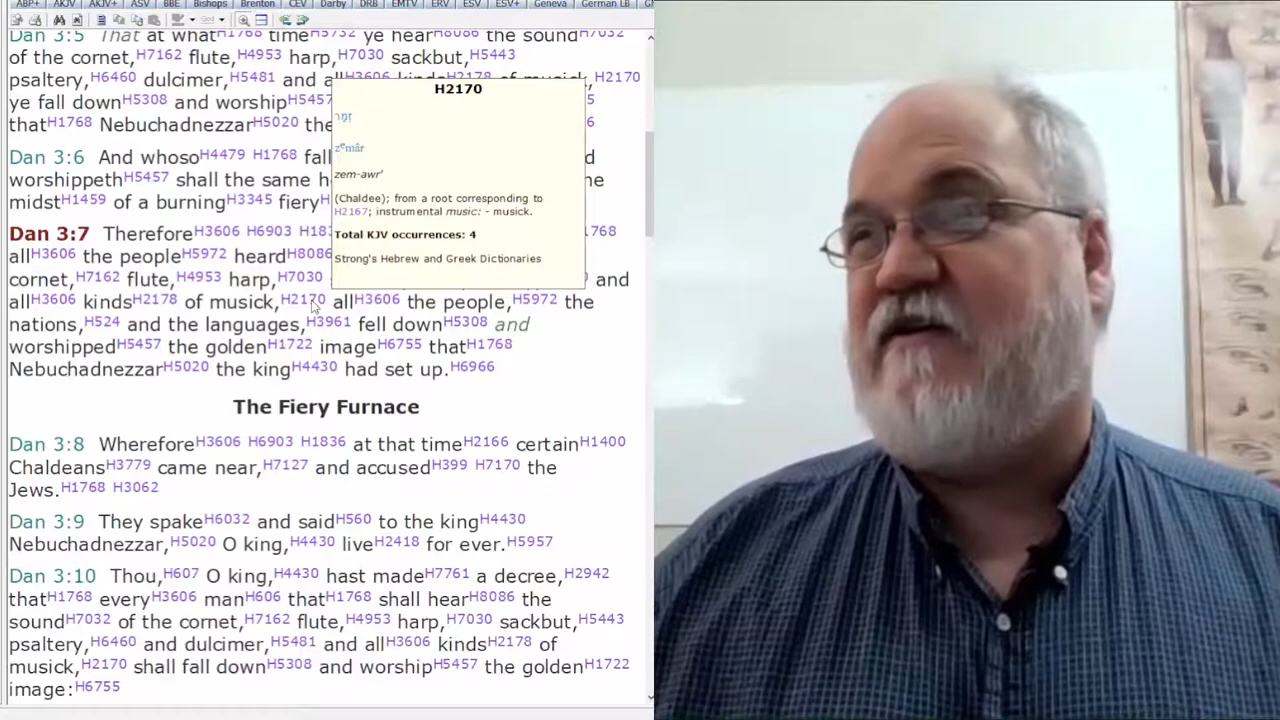 ABP+ AKJV AKJV+ ASV BBE Bishops Brenton CEV Darby DRB EMTV ERV ESV ESV+ Geneva German LB
Dan 3:5 That at what H1768 time H5732 ye hear H8086 the sound H7032
of the cornet, H7162 flute, H4953 harp, H7030 sackbut, H5443
psaltery, H6460 dulcimer, H5481 and all H3606 kinds H2178 of musick, H2170
ye fall down H5308 and worship H5457
that H1768 Nebuchadnezzar H5020 the
Dan 3:6 And whoso H4479 H1768
worshippeth H5457 shall the same
midst H1459 of a burning H3345 fiery
Dan 3:7 Therefore H3606 H6903 H1768
all H3606 the people H5972 heard H8086
cornet, H7162 flute, H4953 harp, H7030 and
all H3606 kinds H2178 of musick, H2170 all H3606 the people, H5972 the
nations, H524 and the languages, H3961 fell down H5308 and
worshipped H5457 the golden H1722 image H6755 that H1768
Nebuchadnezzar H5020 the king H4430 had set up. H6966
H2170
zᵉmâr
zem-awr'
(Chaldee); from a root corresponding to
H2167; instrumental music: - musick.
Total KJV occurrences: 4
Strong's Hebrew and Greek Dictionaries
The Fiery Furnace
Dan 3:8 Wherefore H3606 H6903 H1836 at that time H2166 certain H1400
Chaldeans H3779 came near, H7127 and accused H399 H7170 the
Jews. H1768 H3062
Dan 3:9 They spake H6032 and said H560 to the king H4430
Nebuchadnezzar, H5020 O king, H4430 live H2418 for ever. H5957
Dan 3:10 Thou, H607 O king, H4430 hast made H7761 a decree, H2942
that H1768 every H3606 man H606 that H1768 shall hear H8086 the
sound H7032 of the cornet, H7162 flute, H4953 harp, H7030 sackbut, H5443
psaltery, H6460 and dulcimer, H5481 and all H3606 kinds H2178 of
musick, H2170 shall fall down H5308 and worship H5457 the golden H1722
image: H6755